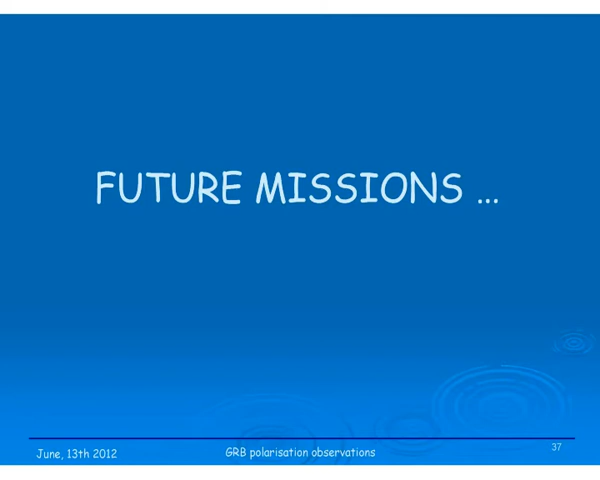 FUTURE MISSIONS ...
June, 13th 2012
GRB polarisation observations
37